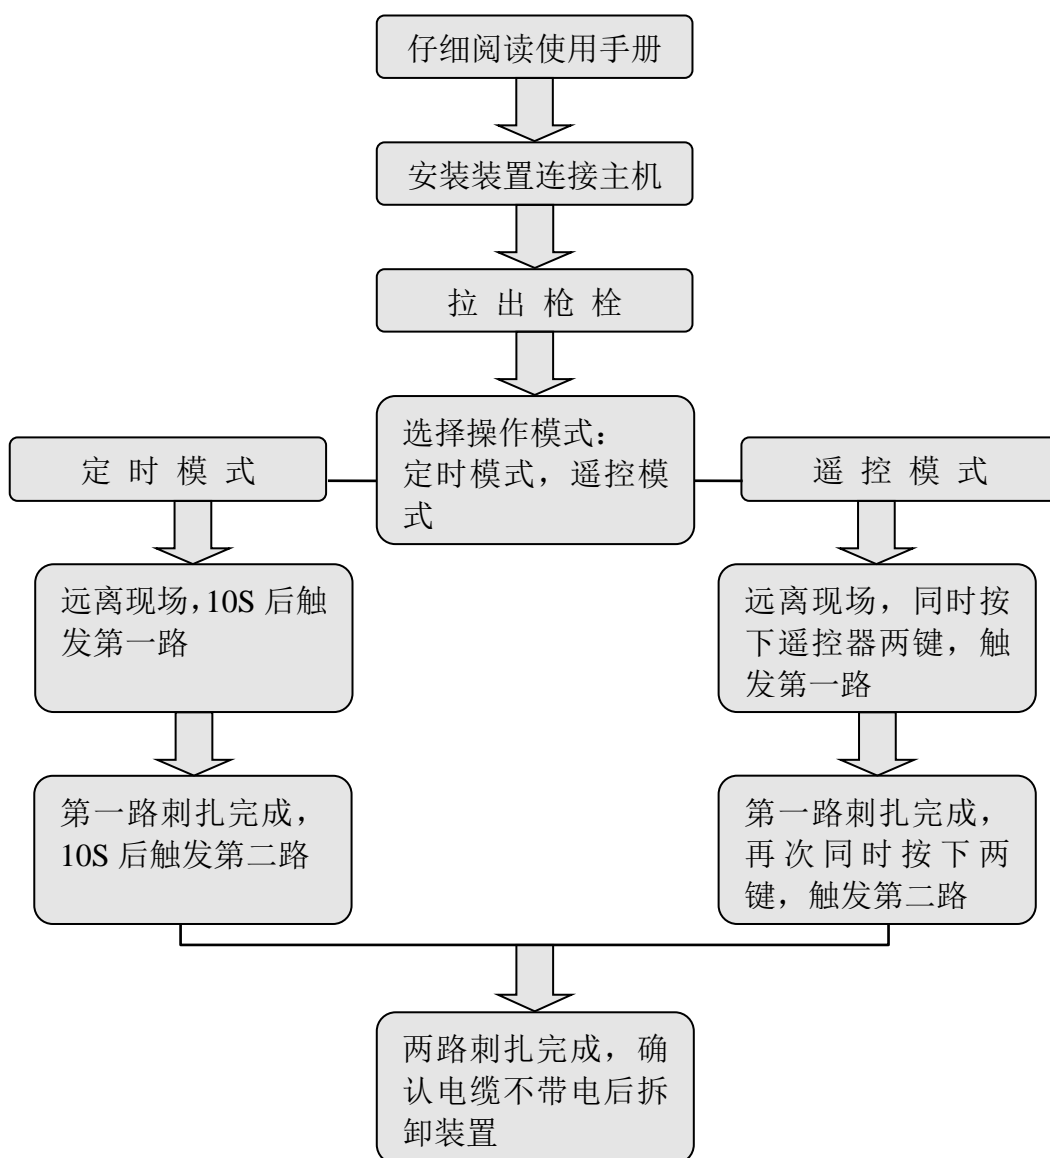 仔细阅读使用手册
安装装置连接主机
拉 出 枪 栓
选择操作模式：
定时模式，遥控模
式
定 时 模 式
遥 控 模 式
远离现场，10S 后触
发第一路
远离现场，同时按
下遥控器两键，触
发第一路
第一路刺扎完成，
10S 后触发第二路
第一路刺扎完成，
再次同时按下两
键，触发第二路
两路刺扎完成，确
认电缆不带电后拆
卸装置